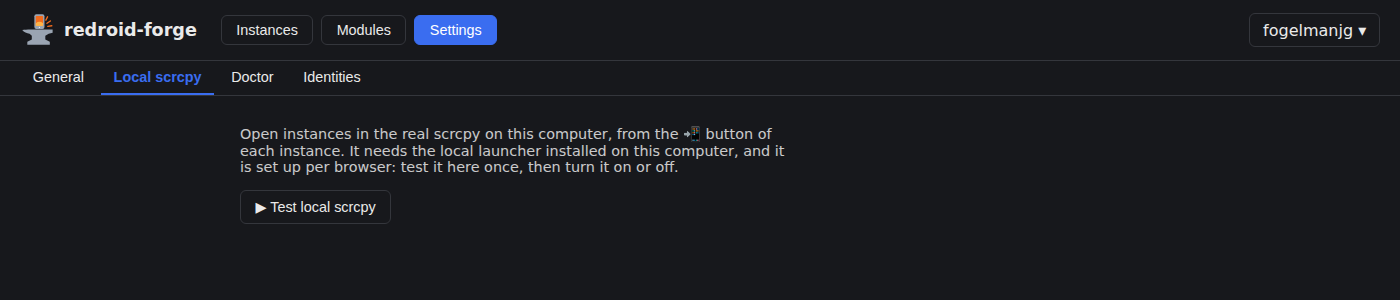 redroid-forge
Instances
Modules
Settings
fogelmanjg ▾
General
Local scrcpy
Doctor
Identities
Open instances in the real scrcpy on this computer, from the 📲 button of
each instance. It needs the local launcher installed on this computer, and it
is set up per browser: test it here once, then turn it on or off.
▶ Test local scrcpy